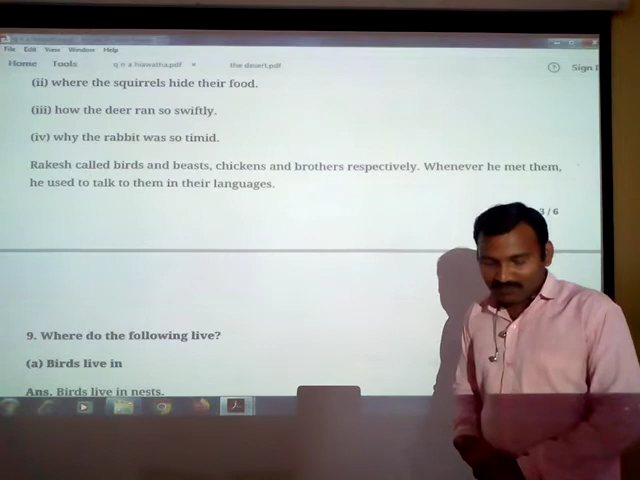 File Edit View Window Help
Home Tools q n a hiawatha.pdf × the desert.pdf ? Sign
(ii) where the squirrels hide their food.
(iii) how the deer ran so swiftly.
(iv) why the rabbit was so timid.
Rakesh called birds and beasts, chickens and brothers respectively. Whenever he met them,
he used to talk to them in their languages.
3 / 6
9. Where do the following live?
(a) Birds live in
Ans. Birds live in nests.